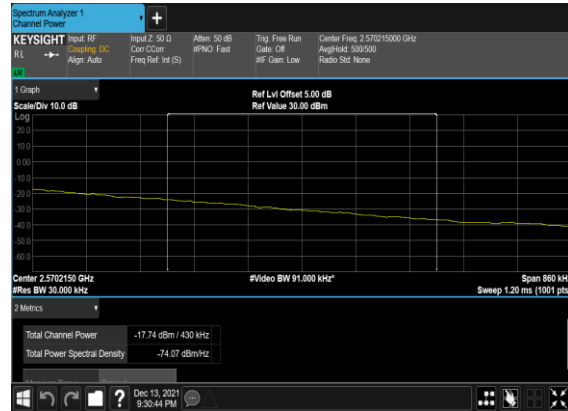 Spectrum Analyzer 1
Channel Power
+
KEYSIGHT Input: RF Input Z: 50 Ω Atten: 50 dB Trig: Free Run Center Freq: 2.570215000 GHz
RL Coupling: DC Corr CCorr #PNO: Fast Gate: Off Avg|Hold: 500/500
Align: Auto Freq Ref: Int (S) #IF Gain: Low Radio Std: None
LW
1 Graph
Ref Lvl Offset 5.00 dB
Scale/Div 10.0 dB Ref Value 30.00 dBm
Log
20.0
10.0
0.00
-10.0
-20.0
-30.0
-40.0
-50.0
-60.0
Center 2.5702150 GHz #Video BW 91.000 kHz* Span 860 kH
#Res BW 30.000 kHz Sweep 1.20 ms (1001 pts
2 Metrics
Total Channel Power -17.74 dBm / 430 kHz
Total Power Spectral Density -74.07 dBm/Hz
? Dec 13, 2021
9:30:44 PM